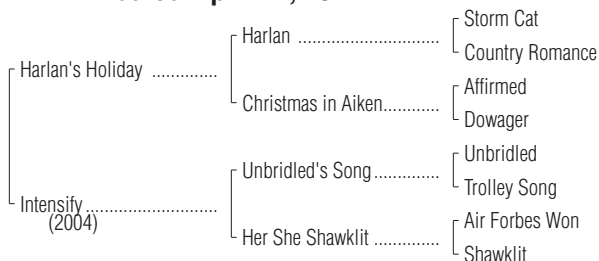 Harlan's Holiday .............
Intensify..........................
(2004)
Harlan ............................
Christmas in Aiken...........
Unbridled's Song .............
Her She Shawklit .............
Storm Cat
Country Romance
Affirmed
Dowager
Unbridled
Trolley Song
Air Forbes Won
Shawklit